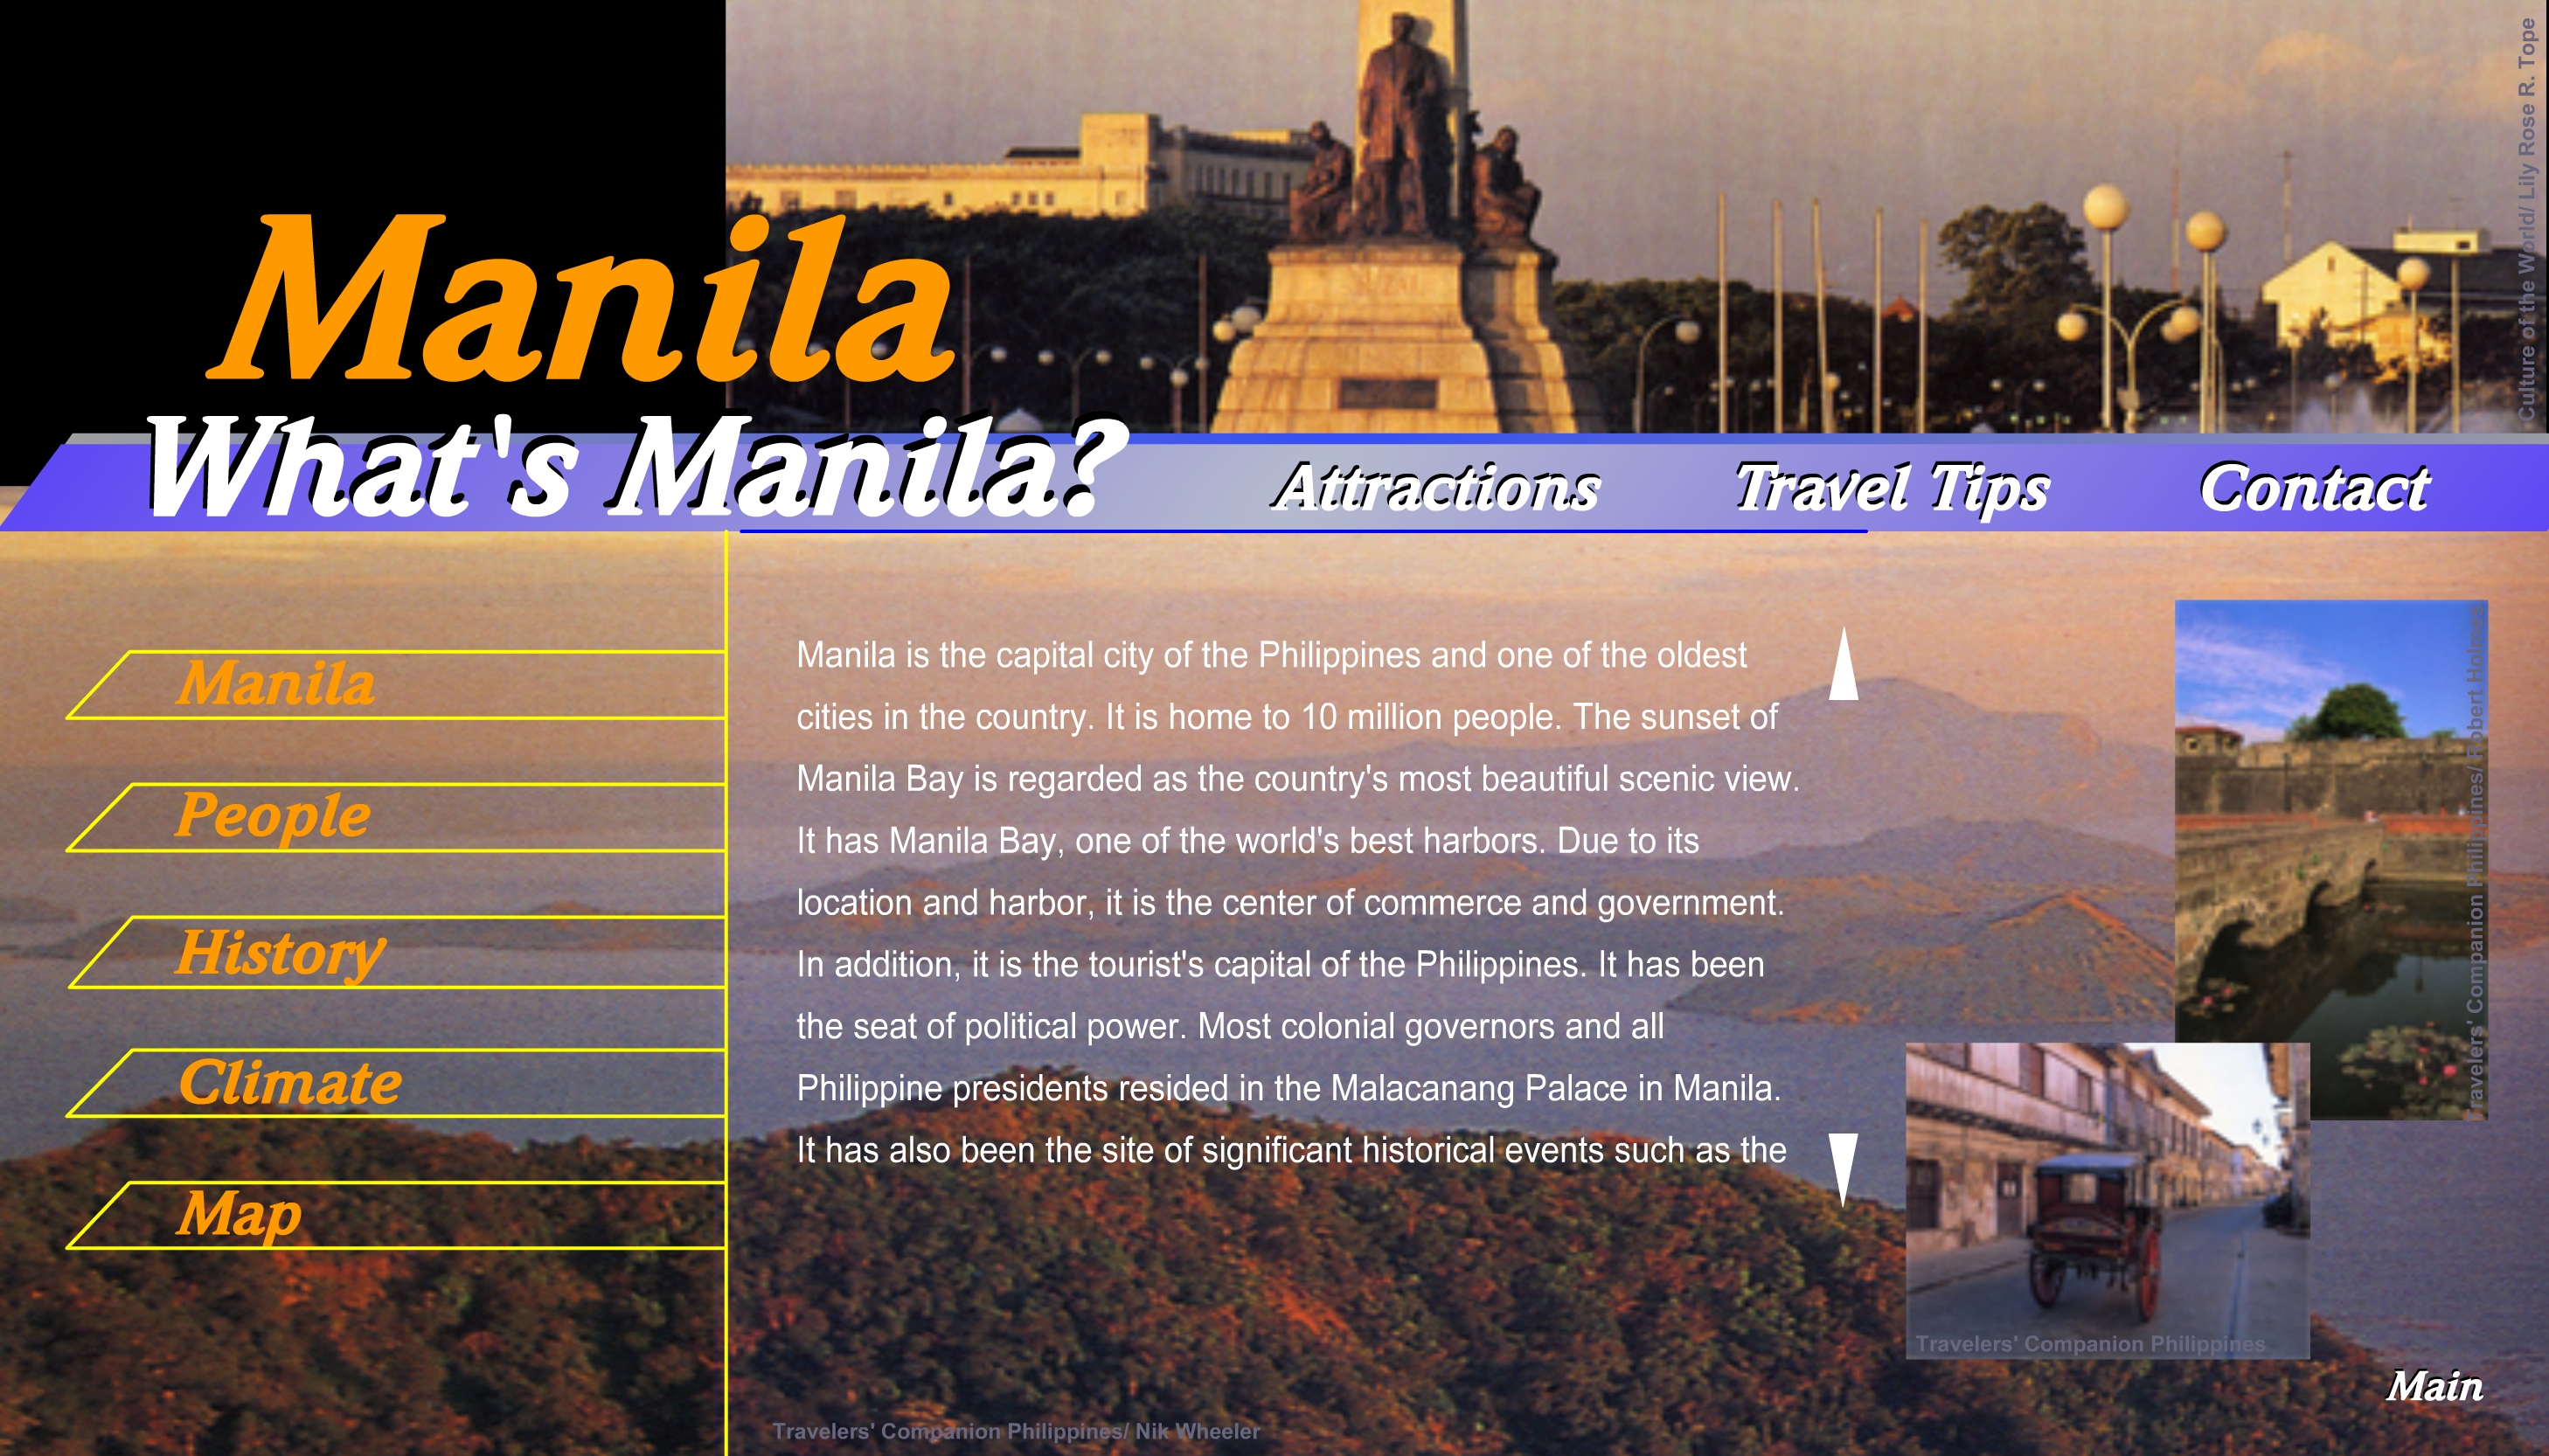 Culture of the World/ Lily Rose R. Tope
Manila
What's Manila?
Attractions
Travel Tips
Contact
Manila
People
History
Climate
Map
Manila is the capital city of the Philippines and one of the oldest
cities in the country. It is home to 10 million people. The sunset of
Manila Bay is regarded as the country's most beautiful scenic view.
It has Manila Bay, one of the world's best harbors. Due to its
location and harbor, it is the center of commerce and government.
In addition, it is the tourist's capital of the Philippines. It has been
the seat of political power. Most colonial governors and all
Philippine presidents resided in the Malacanang Palace in Manila.
It has also been the site of significant historical events such as the
Travelers' Companion Philippines/ Robert Holmes
Travelers' Companion Philippines
Main
Travelers' Companion Philippines/ Nik Wheeler